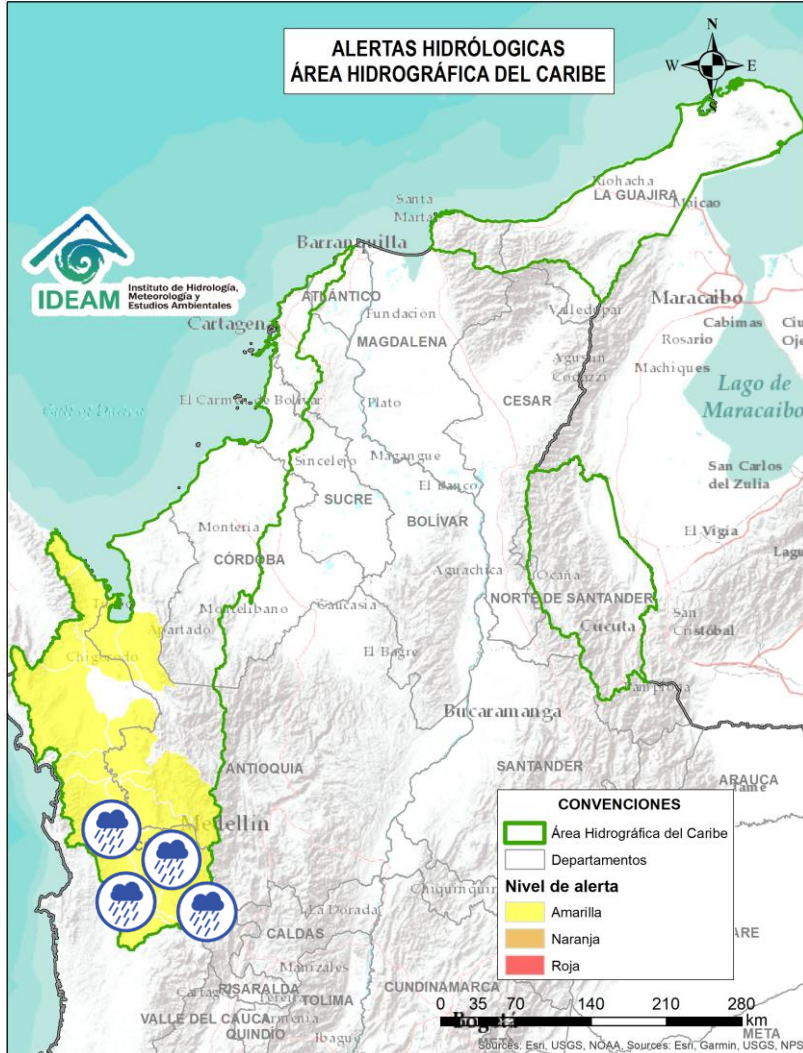 ALERTAS HIDRÓLOGICAS
ÁREA HIDROGRÁFICA DEL CARIBE
N
W
E
S
IDEAM
Instituto de Hidrología,
Meteorología y
Estudios Ambientales
Santa
Marta
Riohacha
LA GUAJIRA
Maicao
Barranquilla
ATLÁNTICO
Fundación
Valledupar
Maracaibo
Cabimas
Rosario
MAGDALENA
Agustín
Codazzi
Machiques
El Carmen de Bolívar
Plato
CESAR
Lago de
Maracaibo
Sincelejo
Magangue
El Banco
San Carlos
del Zulia
SUCRE
BOLÍVAR
Montería
El Vigía
CÓRDOBA
Aguachica
Ocaña
NORTE DE SANTANDER
Montelibano
Caucasia
Apartado
Cucuta
San
Cristóbal
Chigorodo
El Bagre
Bucaramanga
ANTIOQUIA
SANTANDER
ARAUCA
Medellín
La Dorada
CALDAS
Manizales
RISARALDA
TOLIMA
CUNDINAMARCA
VALLE DEL CAUCA
QUINDÍO
Ibague
Bogotá
META
CONVENCIONES
Área Hidrográfica del Caribe
Departamentos
Nivel de alerta
Amarilla
Naranja
Roja
0 35 70 140 210 280
km
Sources: Esri, USGS, NOAA, Sources: Esri, Garmin, USGS, NPS